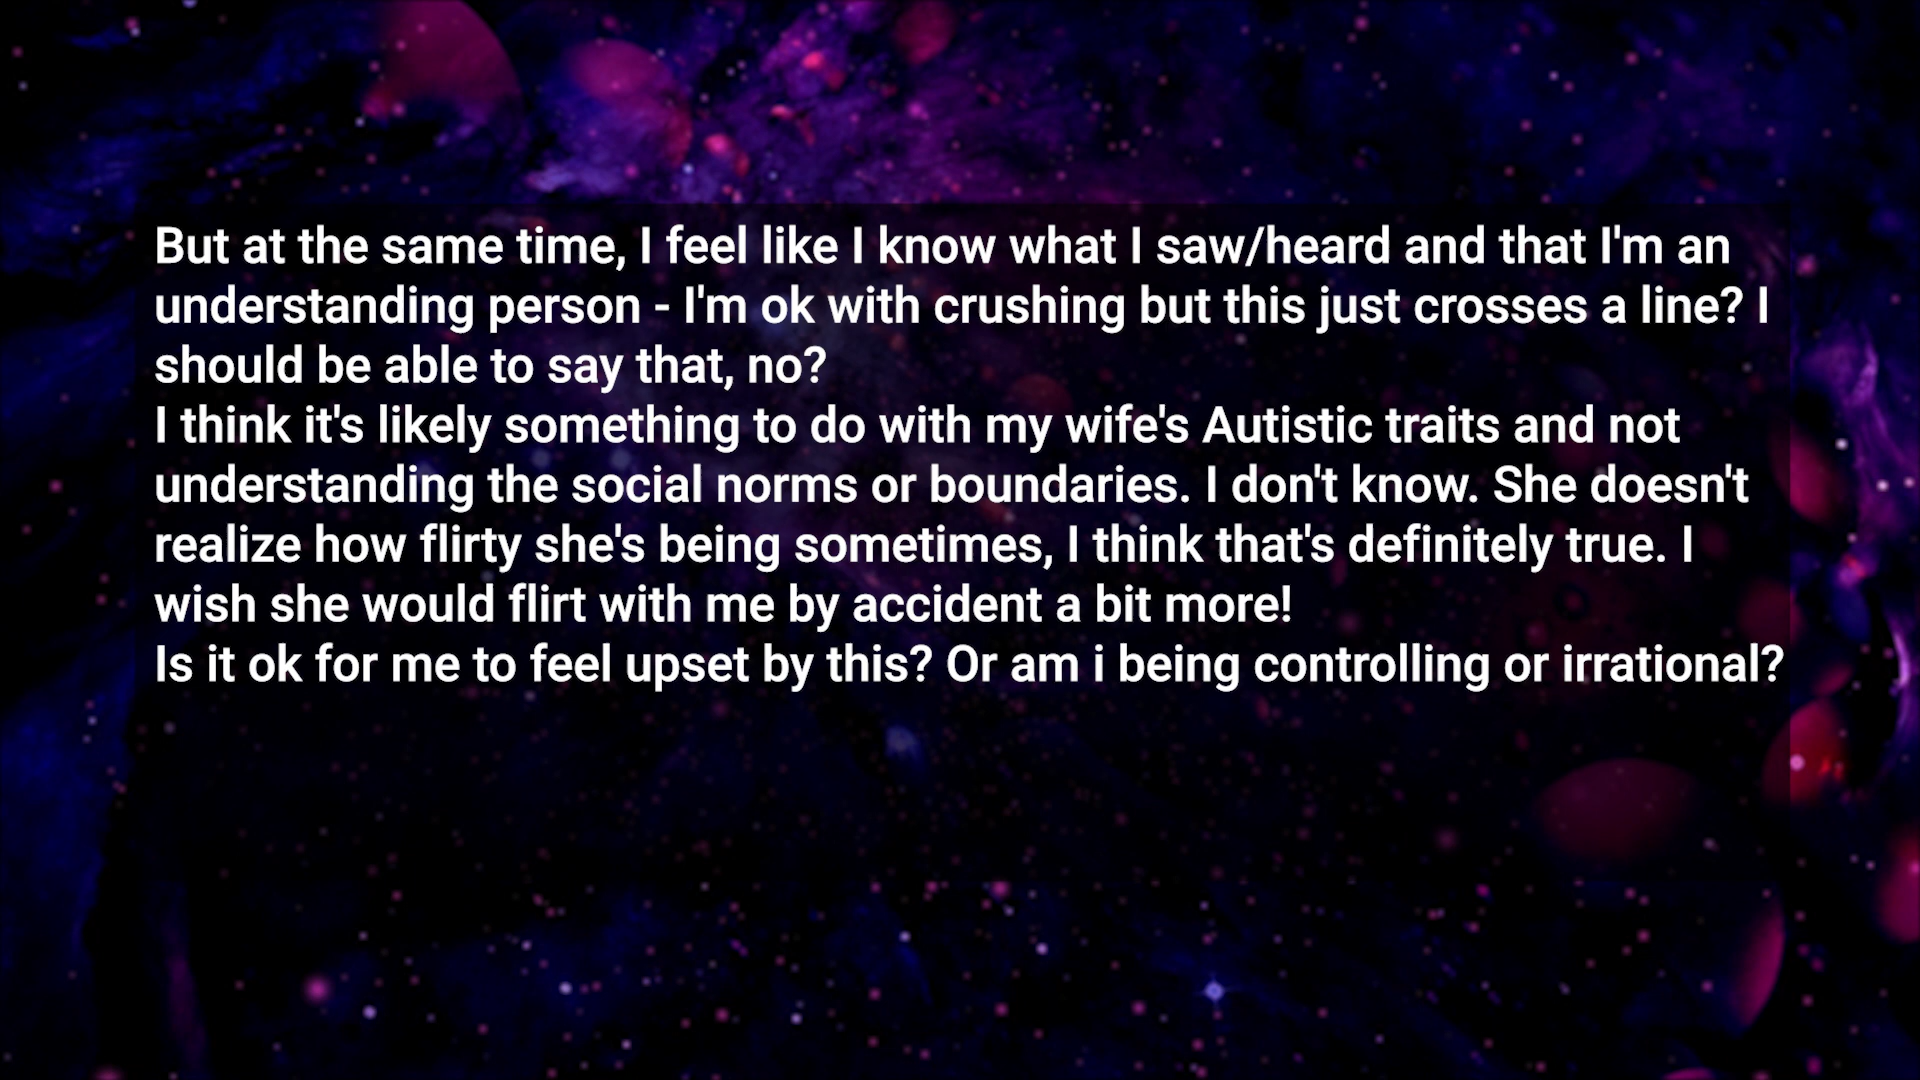 But at the same time, I feel like I know what I saw/heard and that I'm an
understanding person - I'm ok with crushing but this just crosses a line? I
should be able to say that, no?
I think it's likely something to do with my wife's Autistic traits and not
understanding the social norms or boundaries. I don't know. She doesn't
realize how flirty she's being sometimes, I think that's definitely true. I
wish she would flirt with me by accident a bit more!
Is it ok for me to feel upset by this? Or am i being controlling or irrational?